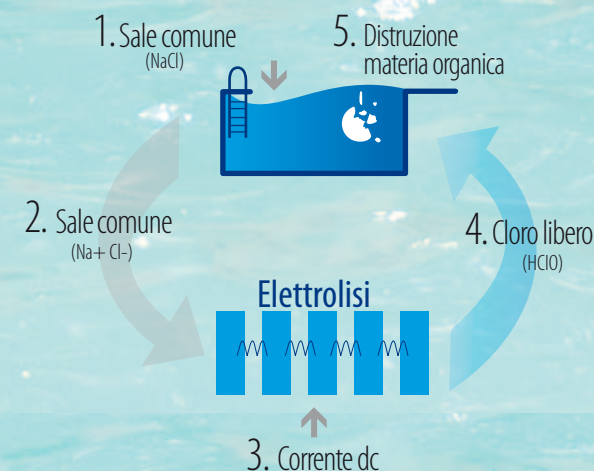 1. Sale comune
(NaCl)
5. Distruzione
materia organica
2. Sale comune
(Na+ Cl-)
4. Cloro libero
(HClO)
Elettrolisi
3. Corrente dc